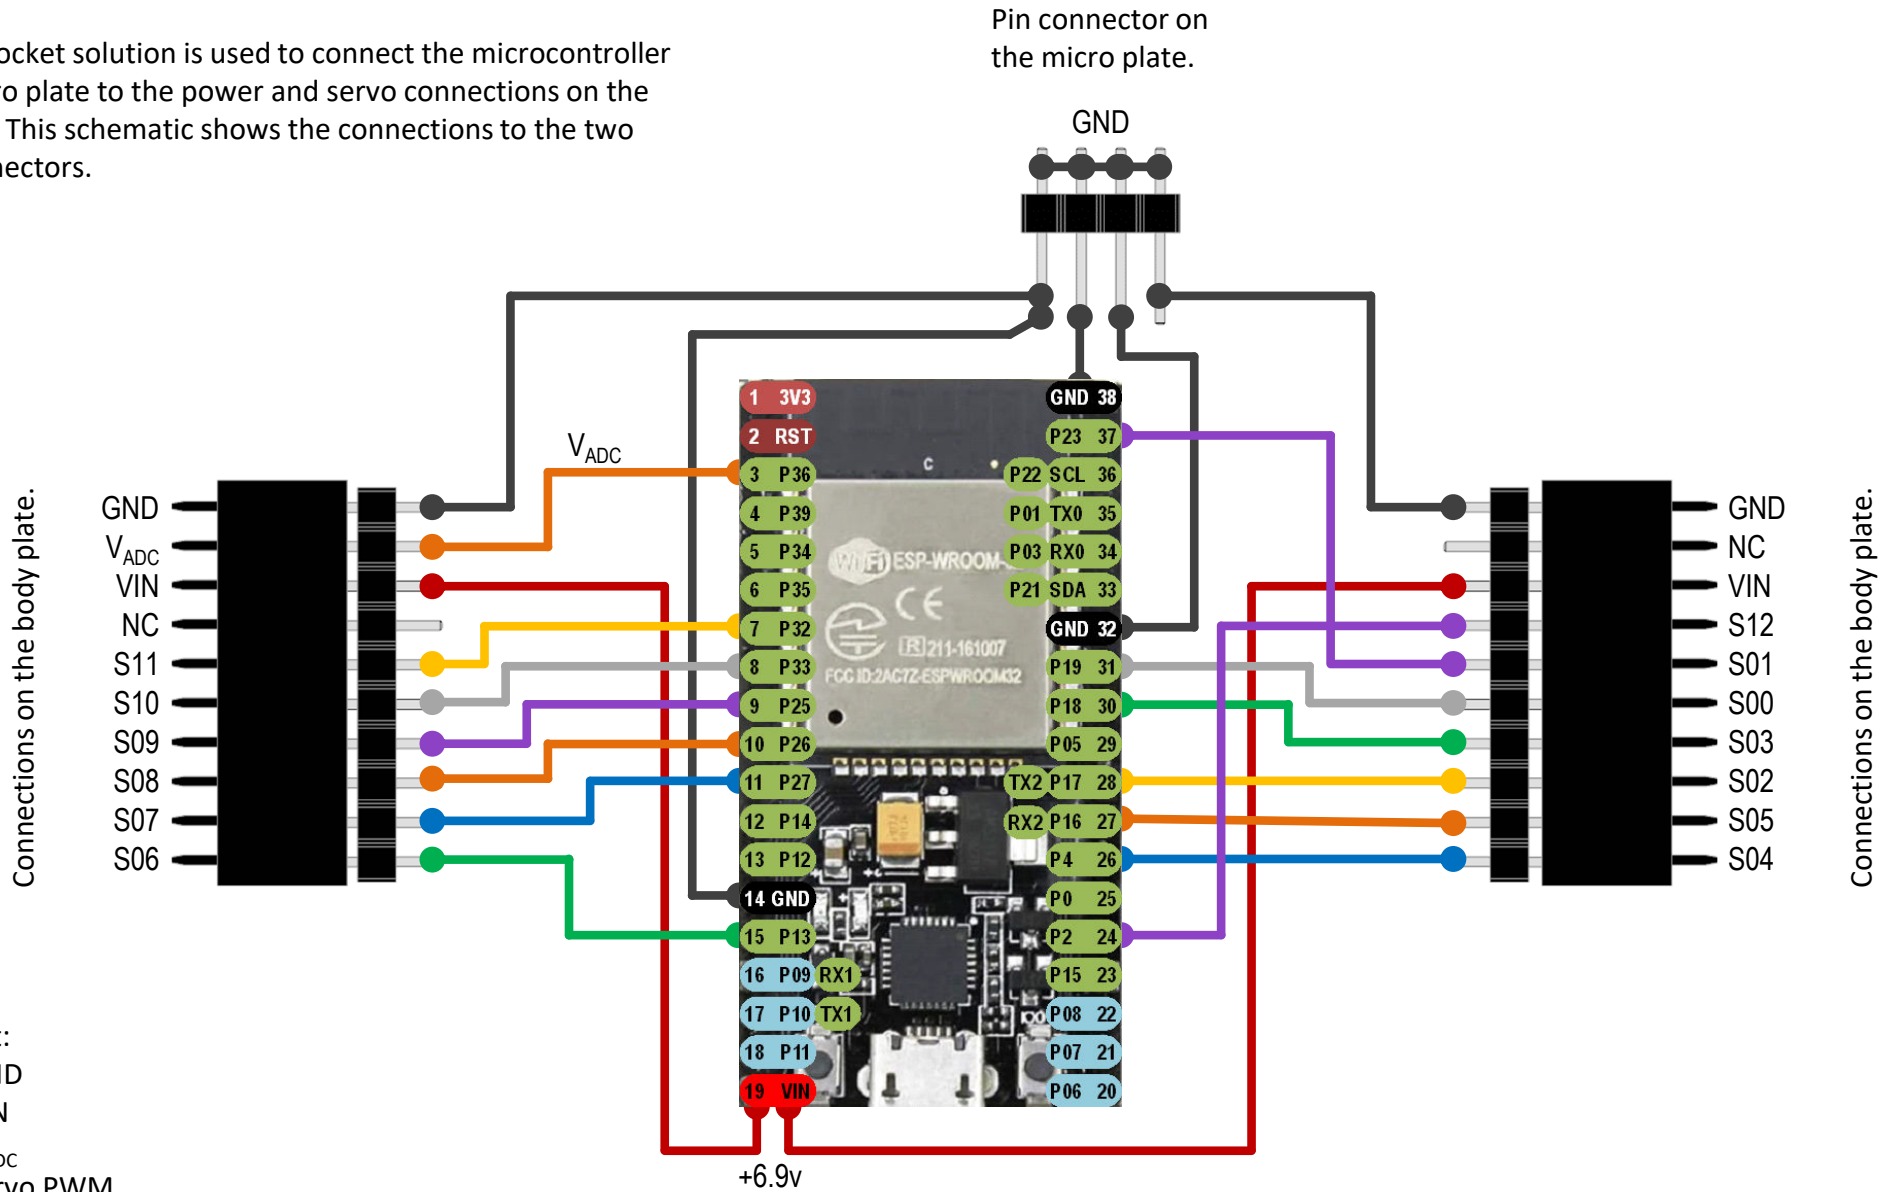 Pin connector on
the micro plate.
ocket solution is used to connect the microcontroller
ro plate to the power and servo connections on the
This schematic shows the connections to the two
nectors.
GND
V_ADC
Connections on the body plate.
GND
V_ADC
VIN
NC
S11
S10
S09
S08
S07
S06
1 3V3
2 RST
3 P36
4 P39
5 P34
6 P35
7 P32
8 P33
9 P25
10 P26
11 P27
12 P14
13 P12
14 GND
15 P13
16 P09 RX1
17 P10 TX1
18 P11
19 VIN
C
WiFi ESP-WROOM-
CE
R 211-161007
FCC ID:2AC7Z-ESPWROOM32
GND 38
P23 37
P22 SCL 36
P01 TX0 35
P03 RX0 34
P21 SDA 33
GND 32
P19 31
P18 30
P05 29
TX2 P17 28
RX2 P16 27
P4 26
P0 25
P2 24
P15 23
P08 22
P07 21
P06 20
GND
NC
VIN
S12
S01
S00
S03
S02
S05
S04
Connections on the body plate.
+6.9v
:
ID
N
DC
rvo PWM